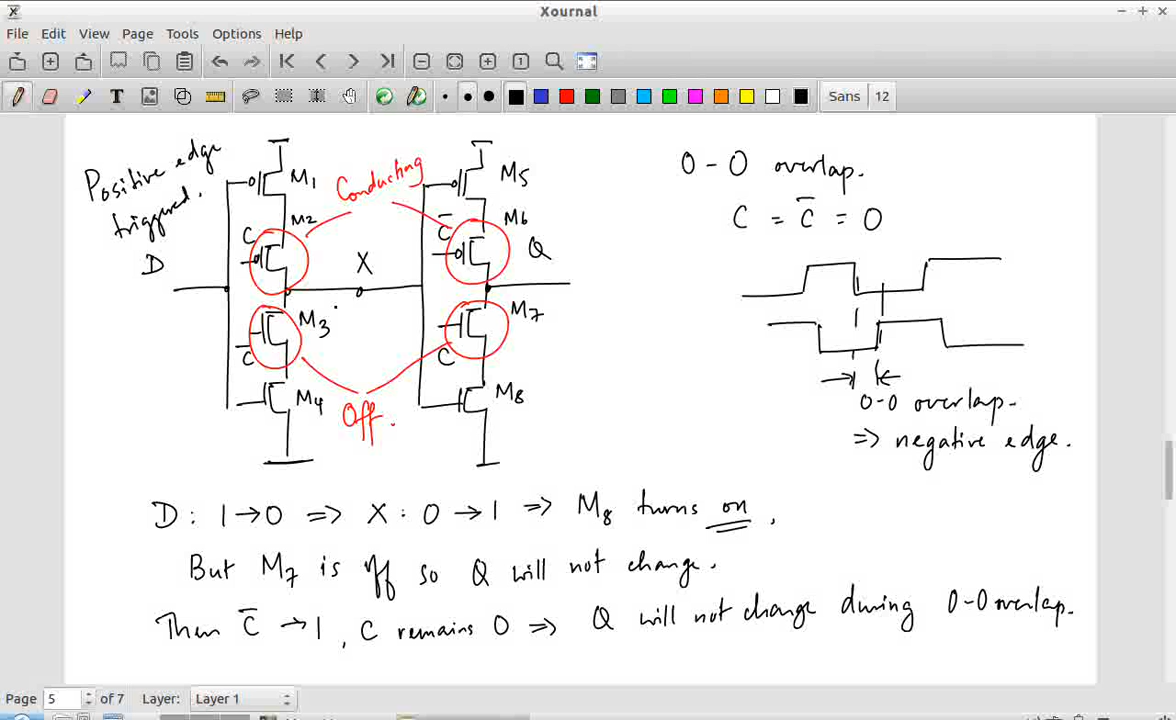 Xournal
File Edit View Page Tools Options Help
Sans 12
Positive edge
triggered.
D
M1
C
M2
M3
C̅
M4
X
Conducting
Off.
M5
C̅
M6
Q
M7
C
M8
0 - 0 overlap.
C = C̅ = 0
0-0 overlap-
=> negative edge.
D : 1→0 => X : 0 →1 => M8 turns on,
But M7 is off so Q will not change.
Then C̅ →1, C remains 0 => Q will not change during 0-0 overlap.
Page 5 of 7 Layer: Layer 1